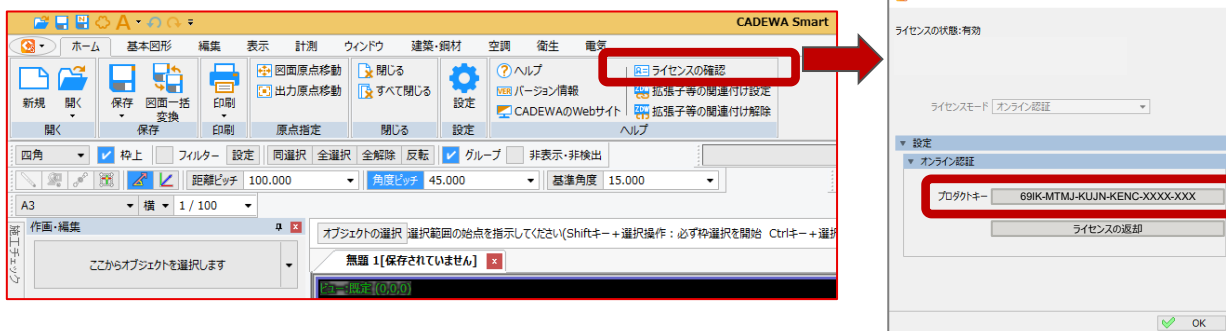 CADEWA Smart
ホーム 基本図形 編集 表示 計測 ウィンドウ 建築・鋼材 空調 衛生 電気
図面原点移動 閉じる ヘルプ ライセンスの確認
出力原点移動 すべて閉じる VER バージョン情報 拡張子等の関連付け設定
新規 開く 保存 図面一括変換 印刷 設定 CADEWAのWebサイト 拡張子等の関連付け解除
開く 保存 印刷 原点指定 閉じる 設定 ヘルプ
四角 枠上 フィルター 設定 同選択 全選択 全解除 反転 グループ 非表示・非検出
距離ピッチ 100.000 角度ピッチ 45.000 基準角度 15.000
A3 横 1 / 100
施工チェック
作画・編集
ここからオブジェクトを選択します
オブジェクトの選択 選択範囲の始点を指示してください(Shiftキー+選択操作:必ず枠選択を開始 Ctrlキー+選択
無題 1[保存されていません]
ビュー:既定 (0,0,0)
ライセンスの状態:有効
ライセンスモード オンライン認証
設定
オンライン認証
プロダクトキー 69IK-MTMJ-KUJN-KENC-XXXX-XXX
ライセンスの返却
OK